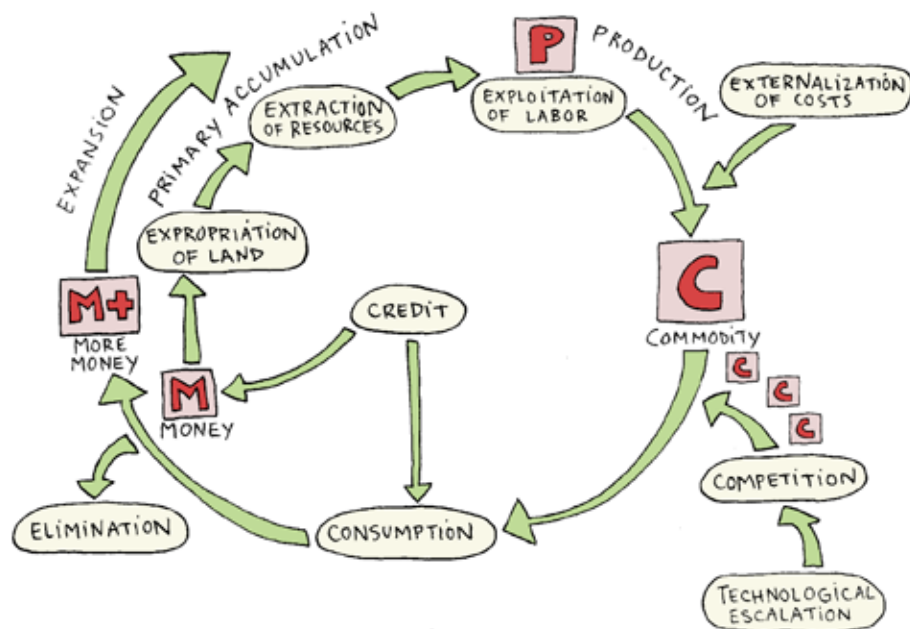 P
PRODUCTION
EXPLOITATION
OF LABOR
EXTERNALIZATION
OF COSTS
PRIMARY ACCUMULATION
EXTRACTION
OF RESOURCES
EXPANSION
EXPROPRIATION
OF LAND
M+
MORE
MONEY
CREDIT
C
COMMODITY
M
MONEY
C
C
C
COMPETITION
ELIMINATION
CONSUMPTION
TECHNOLOGICAL
ESCALATION